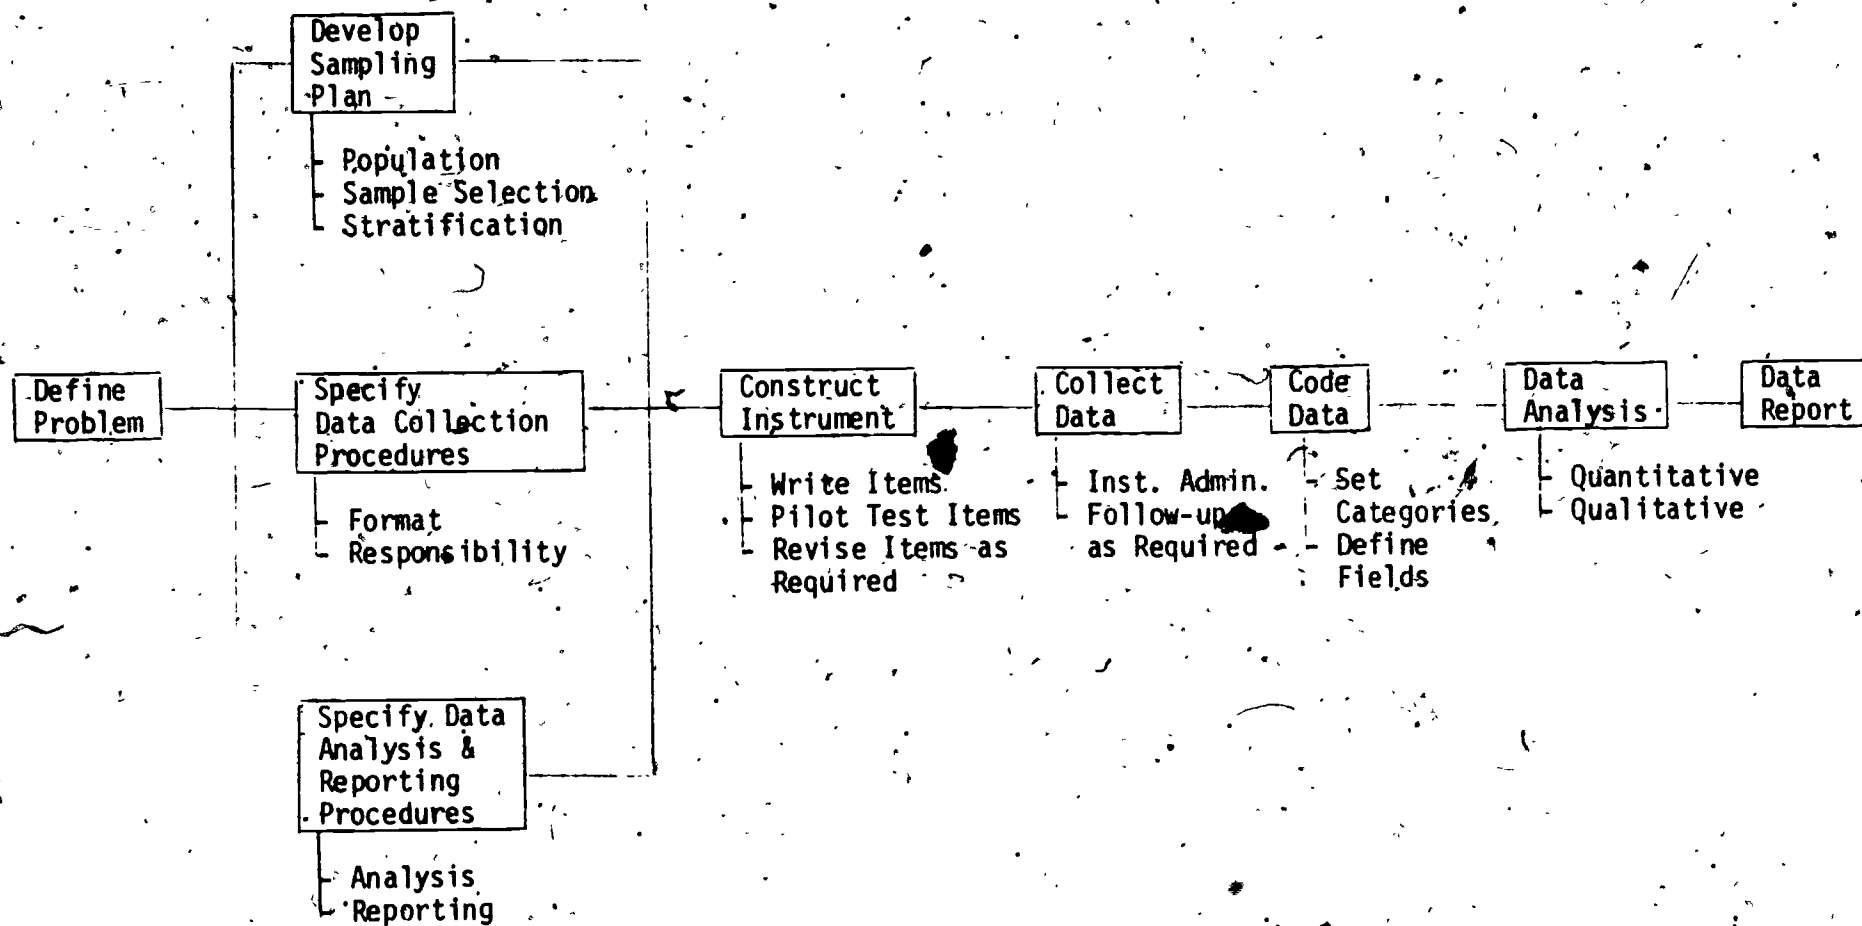 Develop
Sampling
Plan
Population
Sample Selection
Stratification
Define
Problem
Specify
Data Collection
Procedures
Format
Responsibility
Specify Data
Analysis &
Reporting
Procedures
Analysis
Reporting
Construct
Instrument
Write Items
Pilot Test Items
Revise Items as
Required
Collect
Data
Inst. Admin.
Follow-up
as Required
Code
Data
Set
Categories
Define
Fields
Data
Analysis
Quantitative
Qualitative
Data
Report